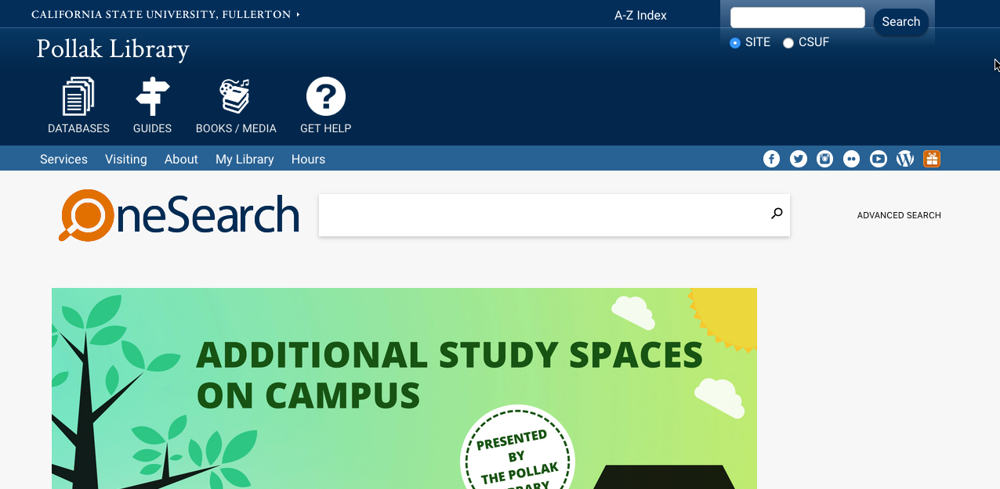 CALIFORNIA STATE UNIVERSITY, FULLERTON
A-Z Index
Search
SITE CSUF
Pollak Library
DATABASES GUIDES BOOKS / MEDIA GET HELP
Services Visiting About My Library Hours
OneSearch
ADVANCED SEARCH
ADDITIONAL STUDY SPACES
ON CAMPUS
PRESENTED
BY
THE POLLAK